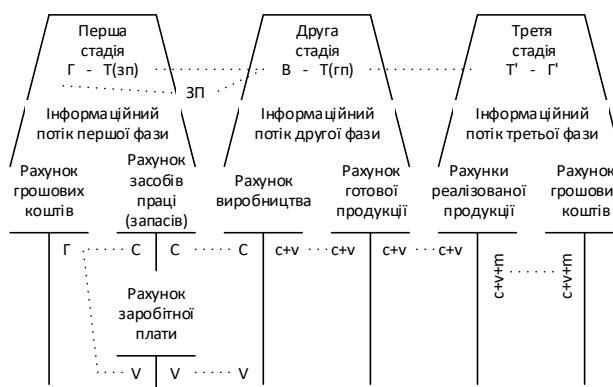 Перша
стадія
Г - Т(зп)
ЗП
Інформаційний
потік першої фази
Друга
стадія
В - Т(гп)
Інформаційний
потік другої фази
Третя
стадія
Т' - Г'
Інформаційний
потік третьої фази
Рахунок
грошових
коштів
Рахунок
засобів
праці
(запасів)
Рахунок
виробництва
Рахунок
готової
продукції
Рахунки
реалізованої
продукції
Рахунок
грошових
коштів
Г
С
С
С
c+v
c+v
c+v
c+v
c+v+m
c+v+m
Рахунок
заробітної
плати
V
V
V